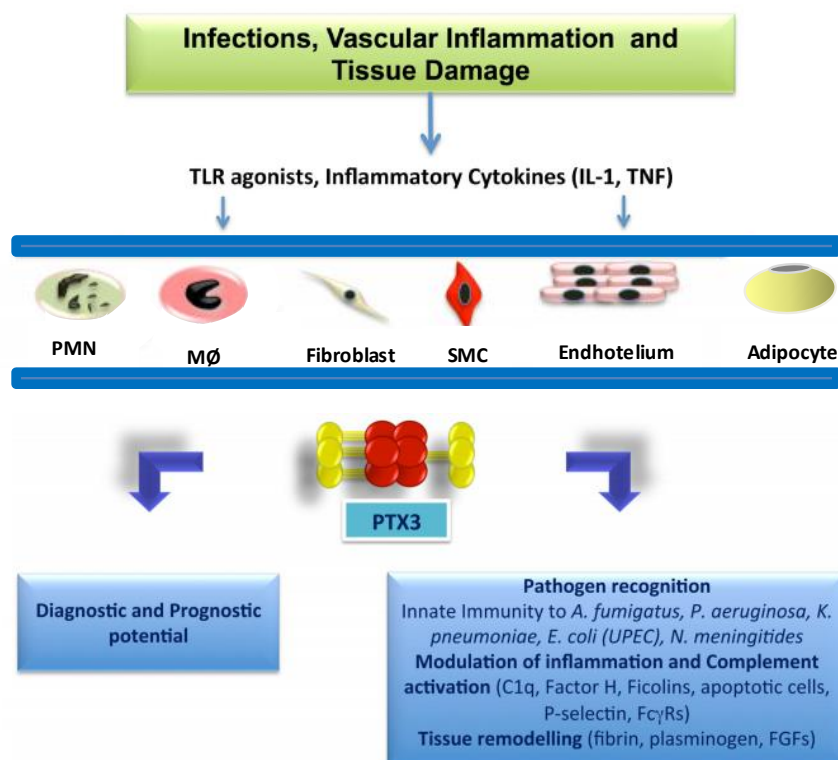 Infections, Vascular Inflammation and
Tissue Damage
TLR agonists, Inflammatory Cytokines (IL-1, TNF)
PMN
MØ
Fibroblast
SMC
Endhotelium
Adipocyte
PTX3
Diagnostic and Prognostic
potential
Pathogen recognition
Innate Immunity to A. fumigatus, P. aeruginosa, K.
pneumoniae, E. coli (UPEC), N. meningitides
Modulation of inflammation and Complement
activation (C1q, Factor H, Ficolins, apoptotic cells,
P-selectin, FcγRs)
Tissue remodelling (fibrin, plasminogen, FGFs)